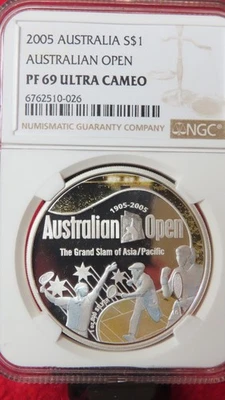 2005 AUSTRALIA S$1
AUSTRALIAN OPEN
PF 69 ULTRA CAMEO
6762510-026
NUMISMATIC GUARANTY COMPANY
NGC
1905-2005
Australian Open
The Grand Slam of Asia/Pacific